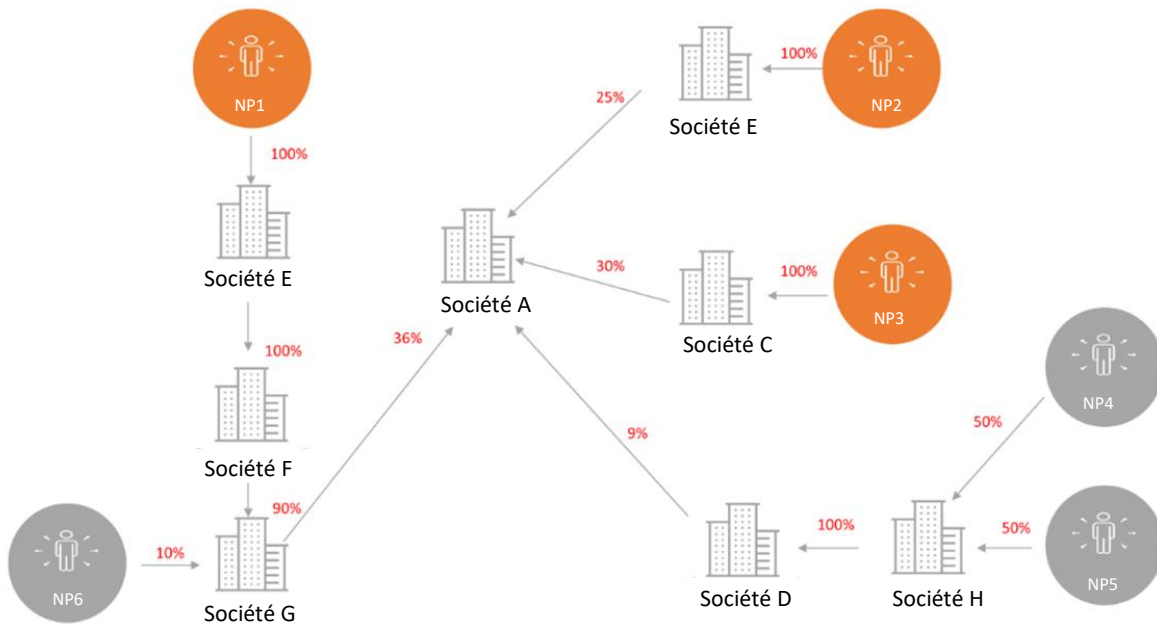 NP1
100%
Société E
100%
Société F
90%
NP6
10%
Société G
36%
Société A
25%
Société E
100%
NP2
30%
Société C
100%
NP3
9%
Société D
100%
Société H
50%
NP4
50%
NP5